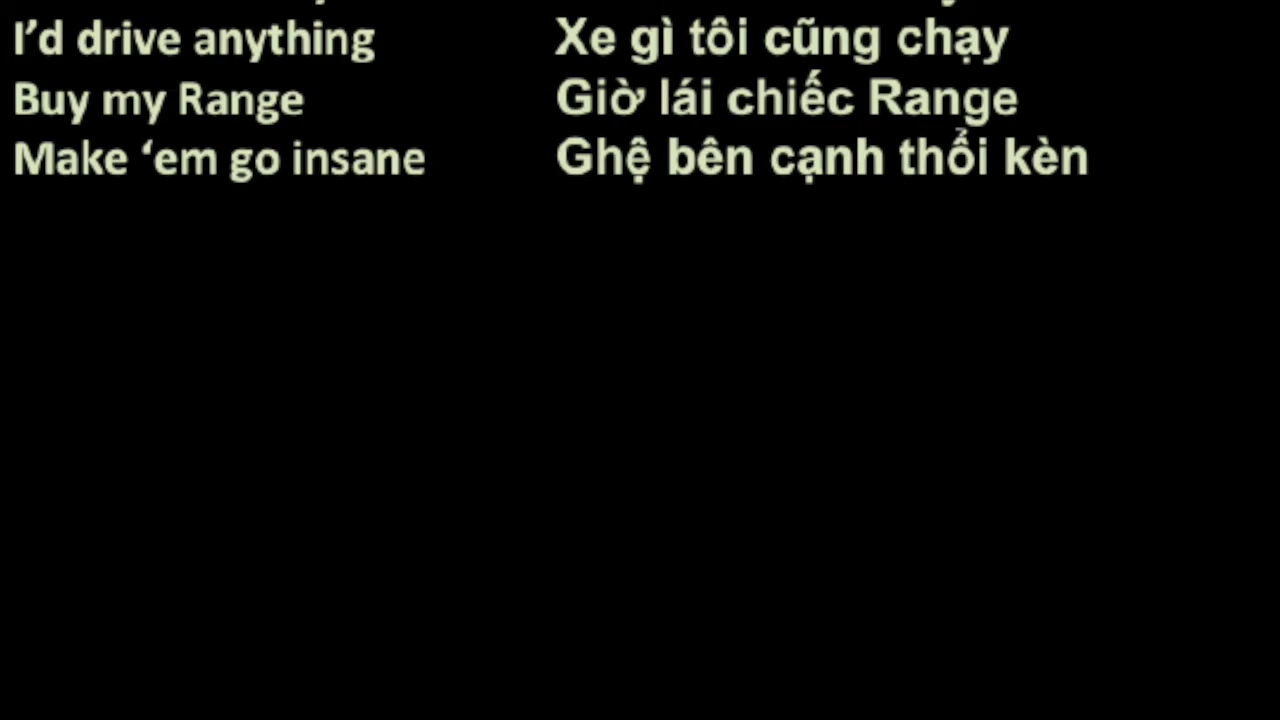 I’d drive anything
Xe gì tôi cũng chạy
Buy my Range
Giờ lái chiếc Range
Make ‘em go insane
Ghệ bên cạnh thổi kèn